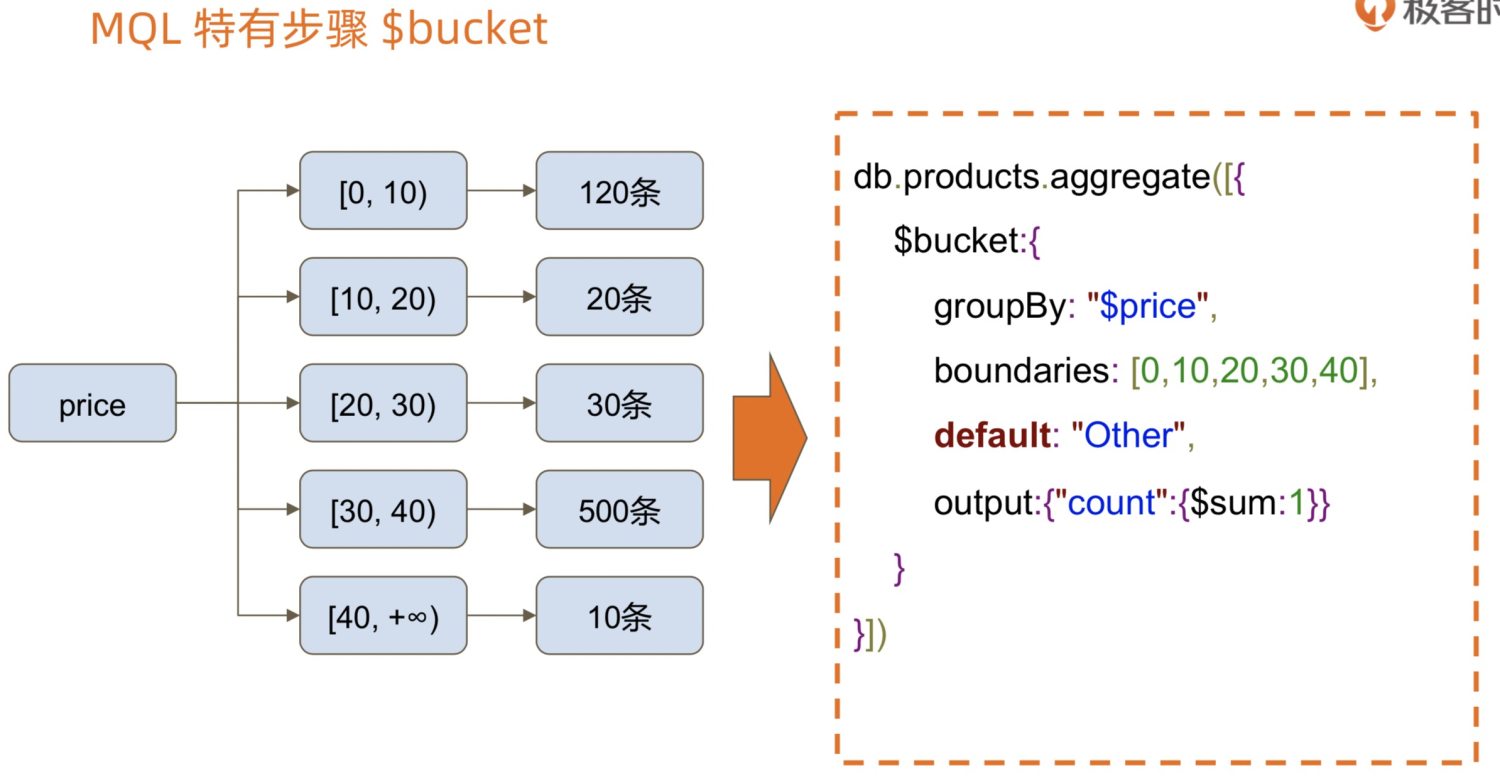 MQL 特有步骤 $bucket
极客时
price
[0, 10)
120条
[10, 20)
20条
[20, 30)
30条
[30, 40)
500条
[40, +∞)
10条
db.products.aggregate([{
$bucket:{
groupBy: "$price",
boundaries: [0,10,20,30,40],
default: "Other",
output:{"count":{$sum:1}}
}
}])